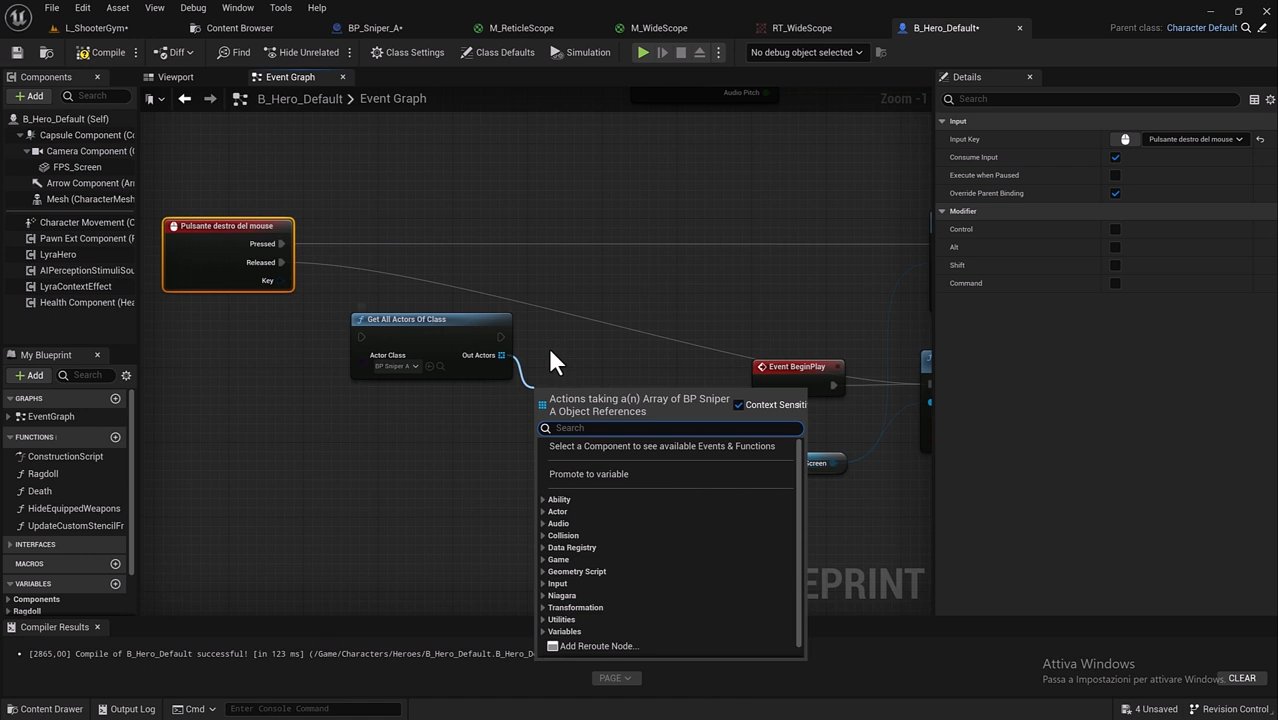 File Edit Asset View Debug Window Tools Help
L_ShooterGym* Content Browser BP_Sniper_A* M_ReticleScope M_WideScope RT_WideScope B_Hero_Default* Parent class: Character Default
Compile Diff Find Hide Unrelated Class Settings Class Defaults Simulation No debug object selected
Components Viewport Event Graph Details
Add Search B_Hero_Default Event Graph Audio Pitch Zoom -1 Search
B_Hero_Default (Self)
Capsule Component (Co
Camera Component (
FPS_Screen
Arrow Component (Arr
Mesh (CharacterMesh
Character Movement (C
Pawn Ext Component (F
LyraHero
AIPerceptionStimuliSou
LyraContextEffect
Health Component (Hea
My Blueprint
Add Search
GRAPHS
EventGraph
FUNCTIONS
ConstructionScript
Ragdoll
Death
HideEquippedWeapons
UpdateCustomStencilFr
INTERFACES
MACROS
VARIABLES
Components
Ragdoll
Pulsante destro del mouse
Pressed
Released
Key
Get All Actors Of Class
Actor Class Out Actors
BP Sniper A
Event BeginPlay
Screen
Actions taking a(n) Array of BP Sniper
A Object References
Context Sensiti
Search
Select a Component to see available Events & Functions
Promote to variable
Ability
Actor
Audio
Collision
Data Registry
Game
Geometry Script
Input
Niagara
Transformation
Utilities
Variables
Add Reroute Node...
Input
Input Key Pulsante destro del mouse
Consume Input
Execute when Paused
Override Parent Binding
Modifier
Control
Alt
Shift
Command
Compiler Results
[2865,00] Compile of B_Hero_Default successful! [in 123 ms] (/Game/Characters/Heroes/B_Hero_Default.B_Hero_De
PAGE
Attiva Windows
Passa a Impostazioni per attivare Windows.
CLEAR
Content Drawer Output Log Cmd Enter Console Command 4 Unsaved Revision Control